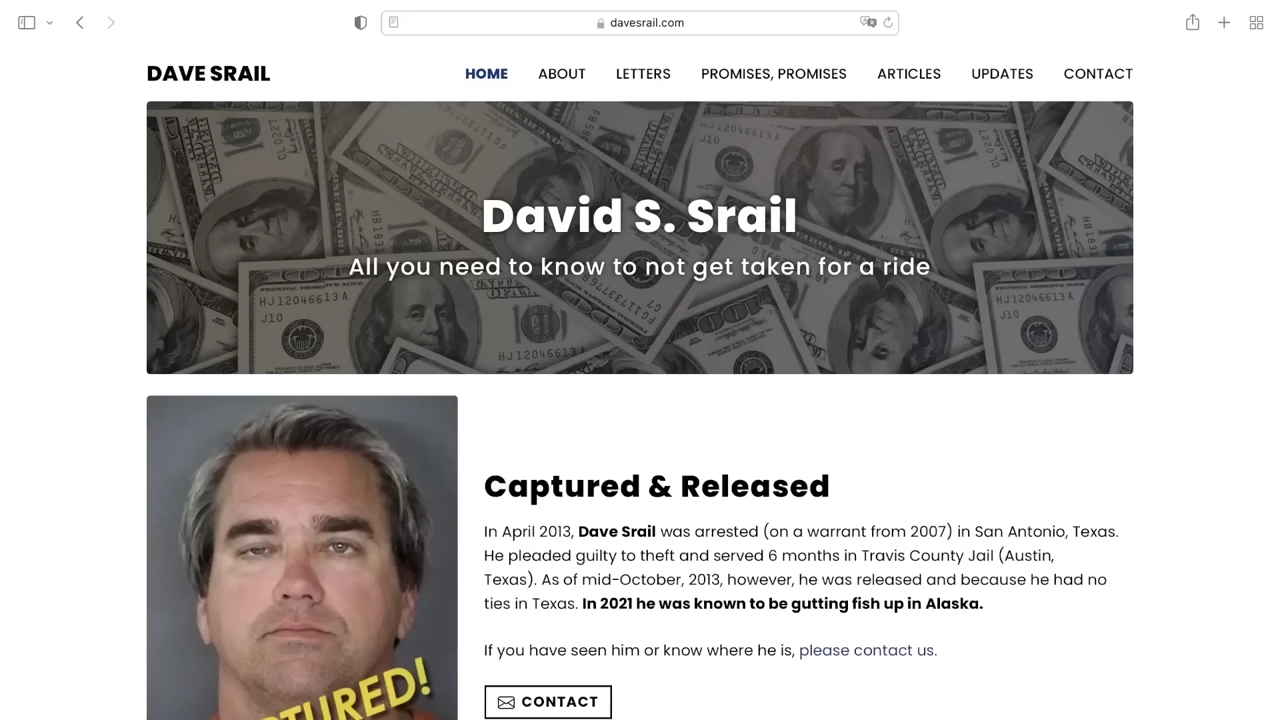 davesrail.com
DAVE SRAIL
HOME ABOUT LETTERS PROMISES, PROMISES ARTICLES UPDATES CONTACT
David S. Srail
All you need to know to not get taken for a ride
HJ12046613A
J10
HJ12046613A
HJ12046613A
J10
Captured & Released
In April 2013, Dave Srail was arrested (on a warrant from 2007) in San Antonio, Texas.
He pleaded guilty to theft and served 6 months in Travis County Jail (Austin,
Texas). As of mid-October, 2013, however, he was released and because he had no
ties in Texas. In 2021 he was known to be gutting fish up in Alaska.
If you have seen him or know where he is, please contact us.
CONTACT